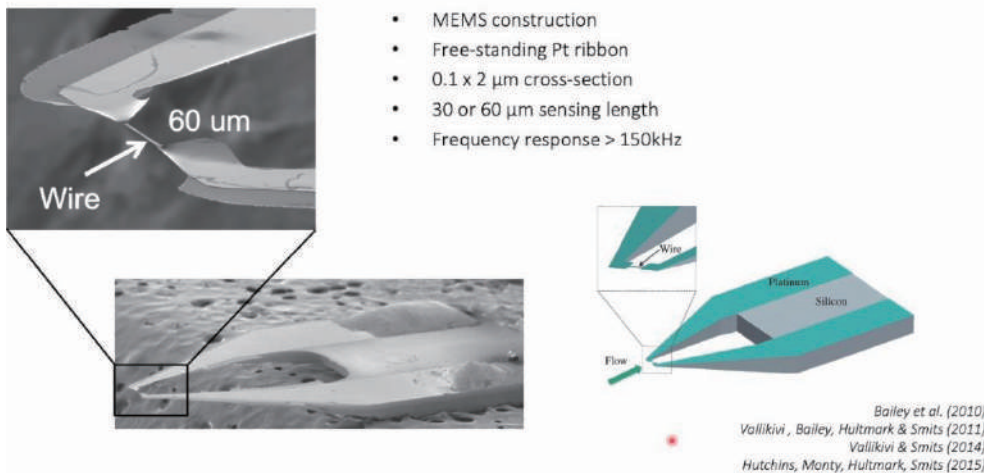 • MEMS construction
• Free-standing Pt ribbon
• 0.1 x 2 µm cross-section
• 30 or 60 µm sensing length
• Frequency response > 150kHz
60 um
Wire
Wire
Platinum
Silicon
Flow
Bailey et al. (2010)
Vallikivi , Bailey, Hultmark & Smits (2011)
Vallikivi & Smits (2014)
Hutchins, Monty, Hultmark, Smits (2015)